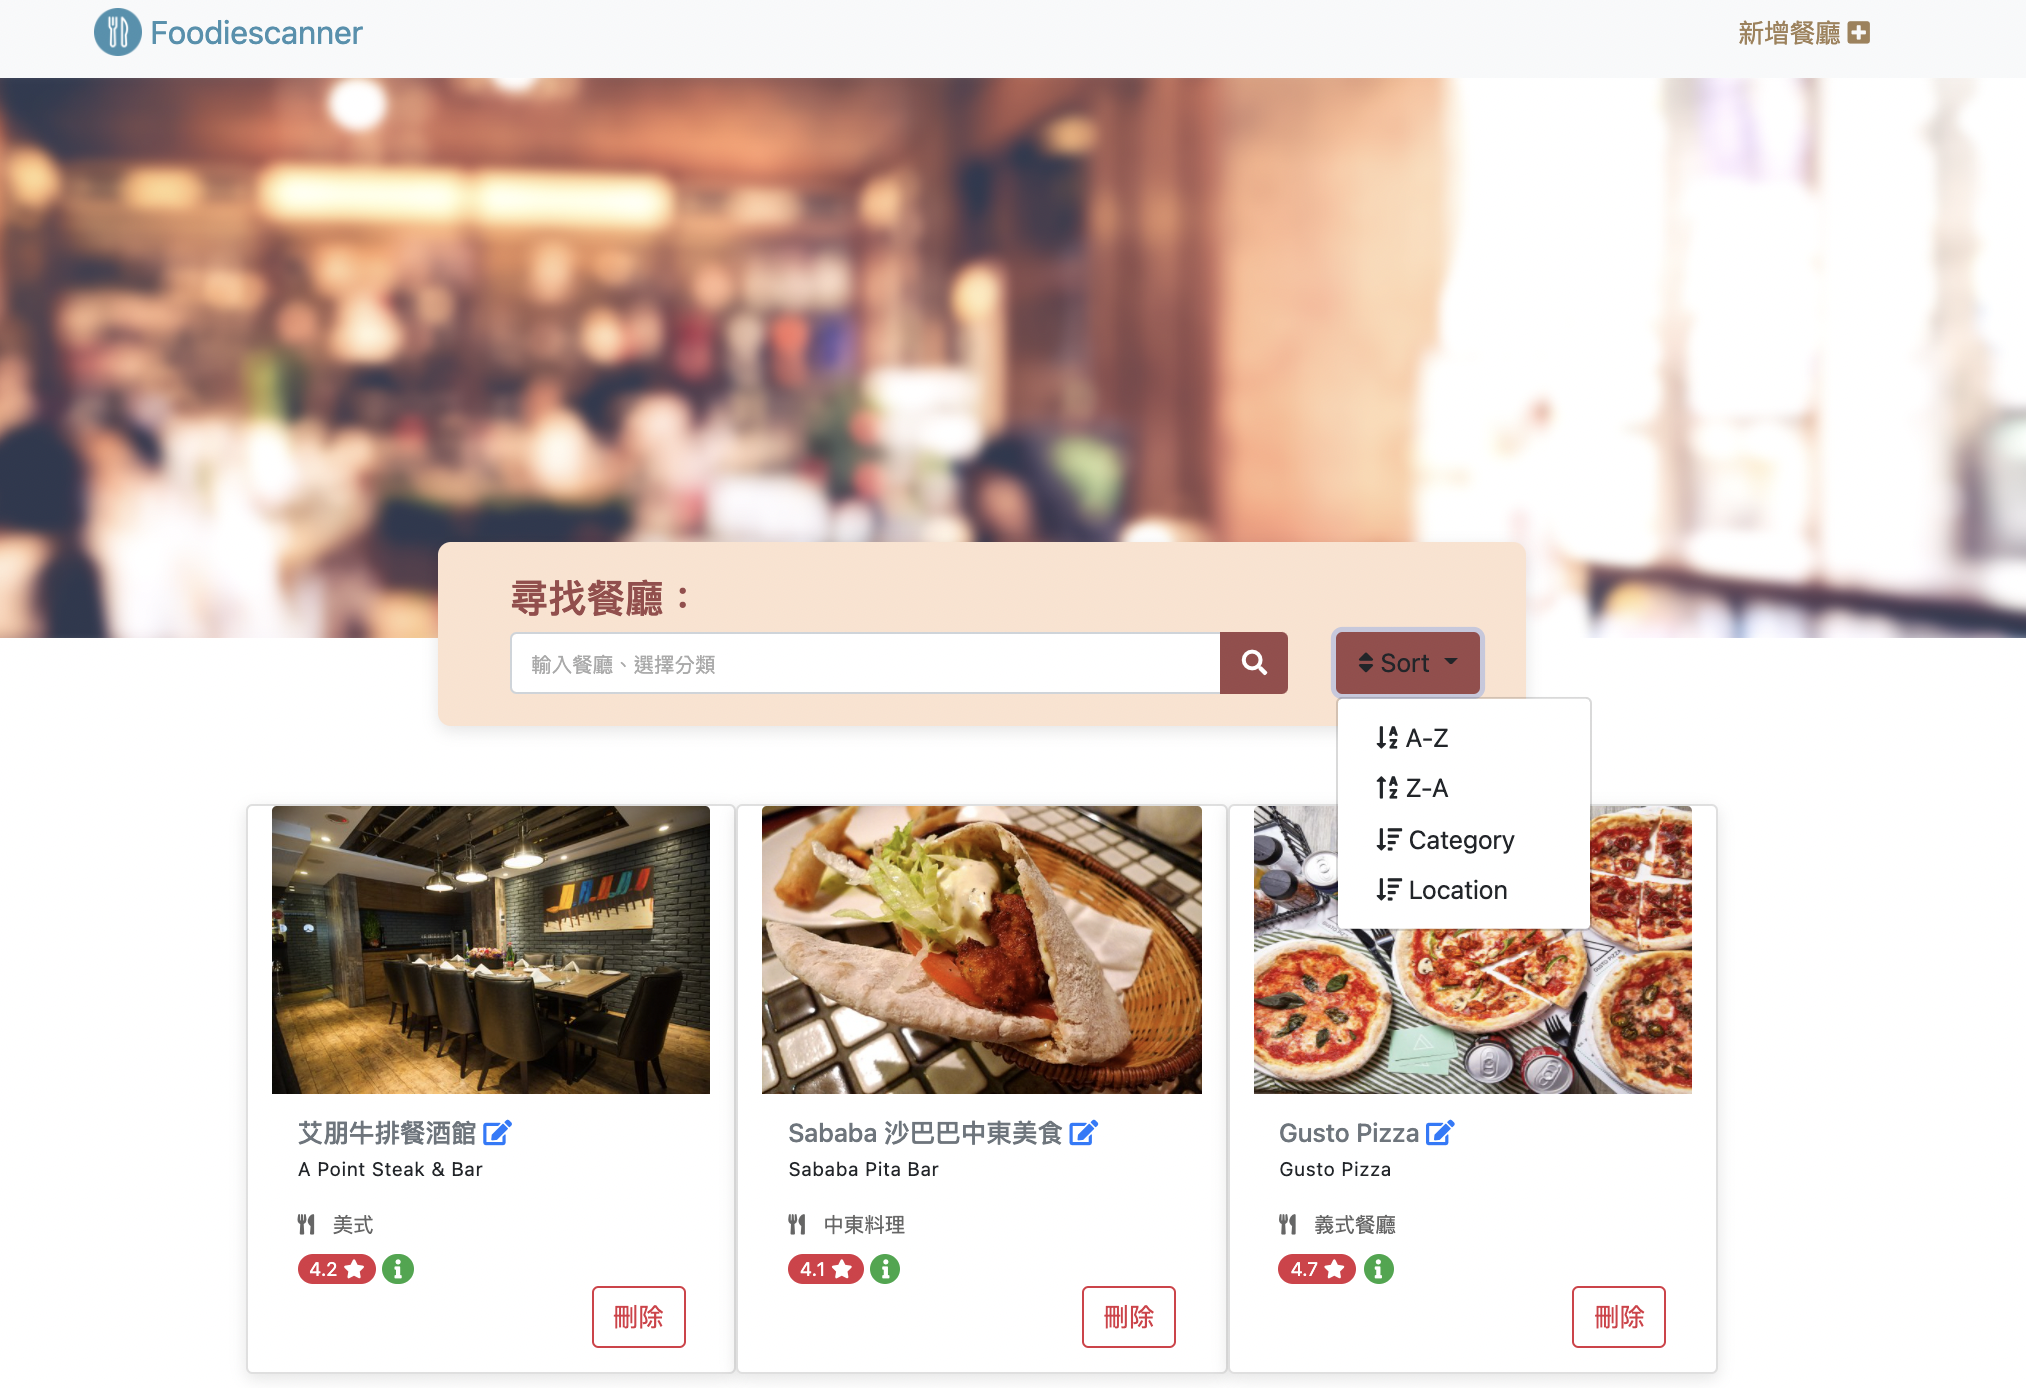 Foodiescanner
新增餐廳
尋找餐廳：
輸入餐廳、選擇分類
Sort
A-Z
Z-A
Category
Location
艾朋牛排餐酒館
A Point Steak & Bar
美式
4.2
刪除
Sababa 沙巴巴中東美食
Sababa Pita Bar
中東料理
4.1
刪除
Gusto Pizza
Gusto Pizza
義式餐廳
4.7
刪除